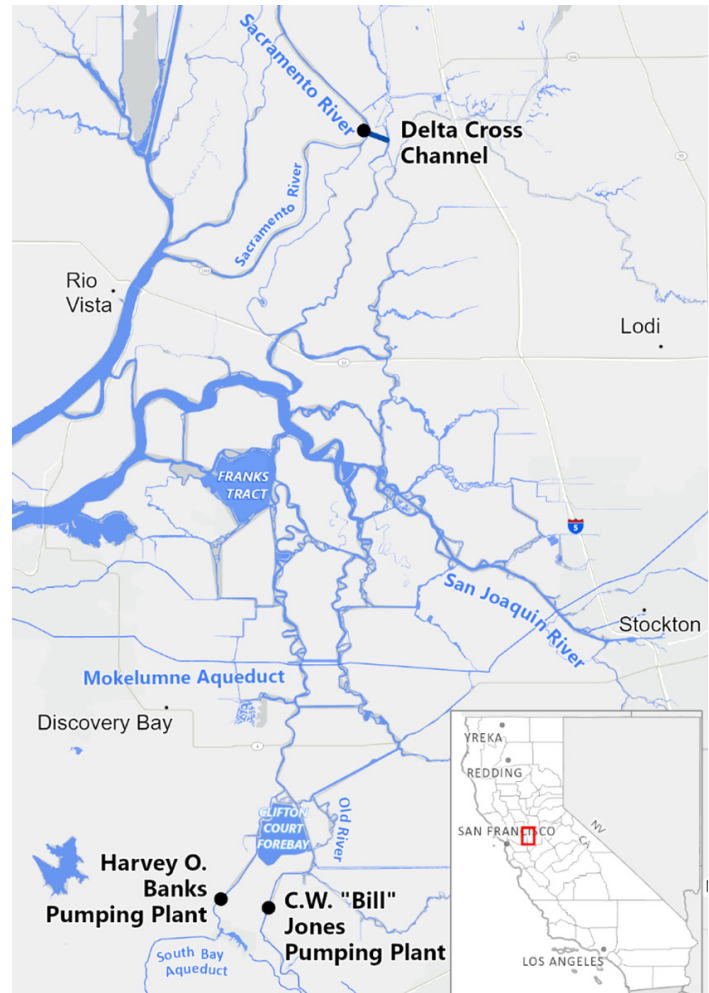 Sacramento River
Delta Cross
Channel
Sacramento River
Rio
Vista
Lodi
FRANKS
TRACT
5
San Joaquin River
Stockton
Mokelumne Aqueduct
Discovery Bay
4
CLIFTON
COURT
FOREBAY
Old River
Harvey O.
Banks
Pumping Plant
C.W. "Bill"
Jones
Pumping Plant
South Bay
Aqueduct
YREKA
REDDING
SAN FRANCISCO
NV
CA
LOS ANGELES